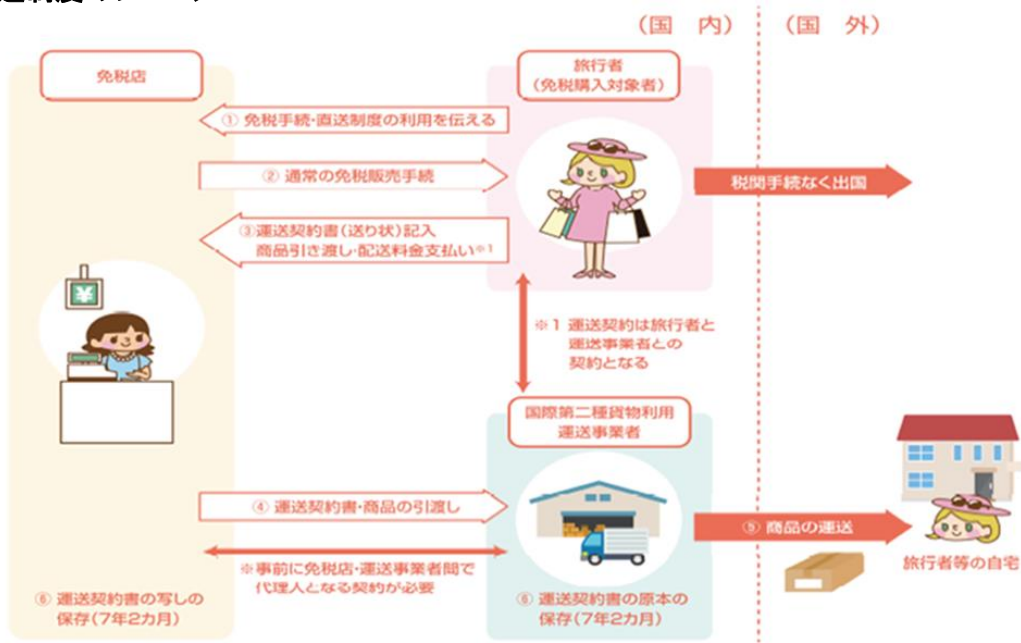 (国 内)
(国 外)
免税店
旅行者
(免税購入対象者)
① 免税手続・直送制度の利用を伝える
② 通常の免税販売手続
税関手続なく出国
③運送契約書(送り状)記入
商品引き渡し・配送料金支払い※1
※1 運送契約は旅行者と
運送事業者との
契約となる
国際第二種貨物利用
運送事業者
④ 運送契約書・商品の引渡し
⑤ 商品の運送
※事前に免税店・運送事業者間で
代理人となる契約が必要
旅行者等の自宅
⑥ 運送契約書の写しの
保存(7年2カ月)
⑥ 運送契約書の原本の
保存(7年2カ月)
¥